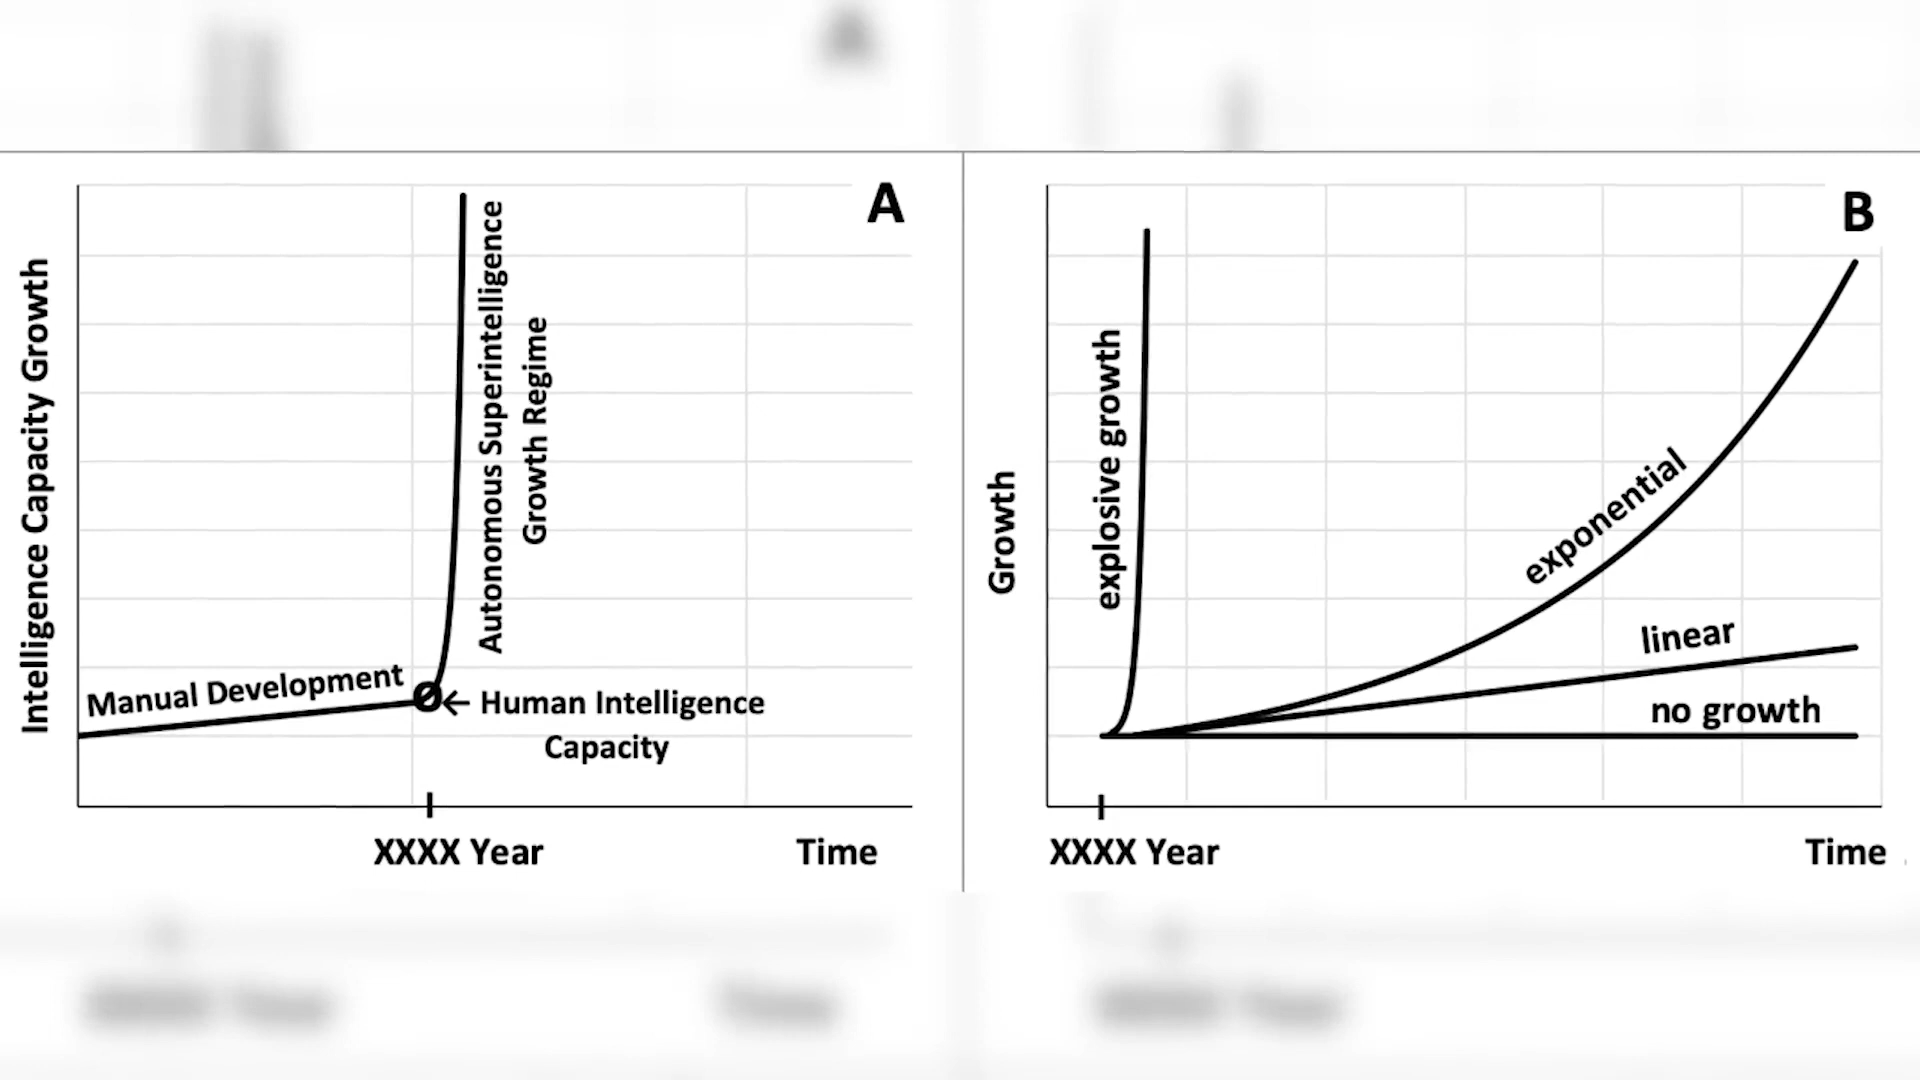 A
Intelligence Capacity Growth
Autonomous Superintelligence
Growth Regime
Manual Development
Human Intelligence
Capacity
XXXX Year
Time
B
Growth
explosive growth
exponential
linear
no growth
XXXX Year
Time